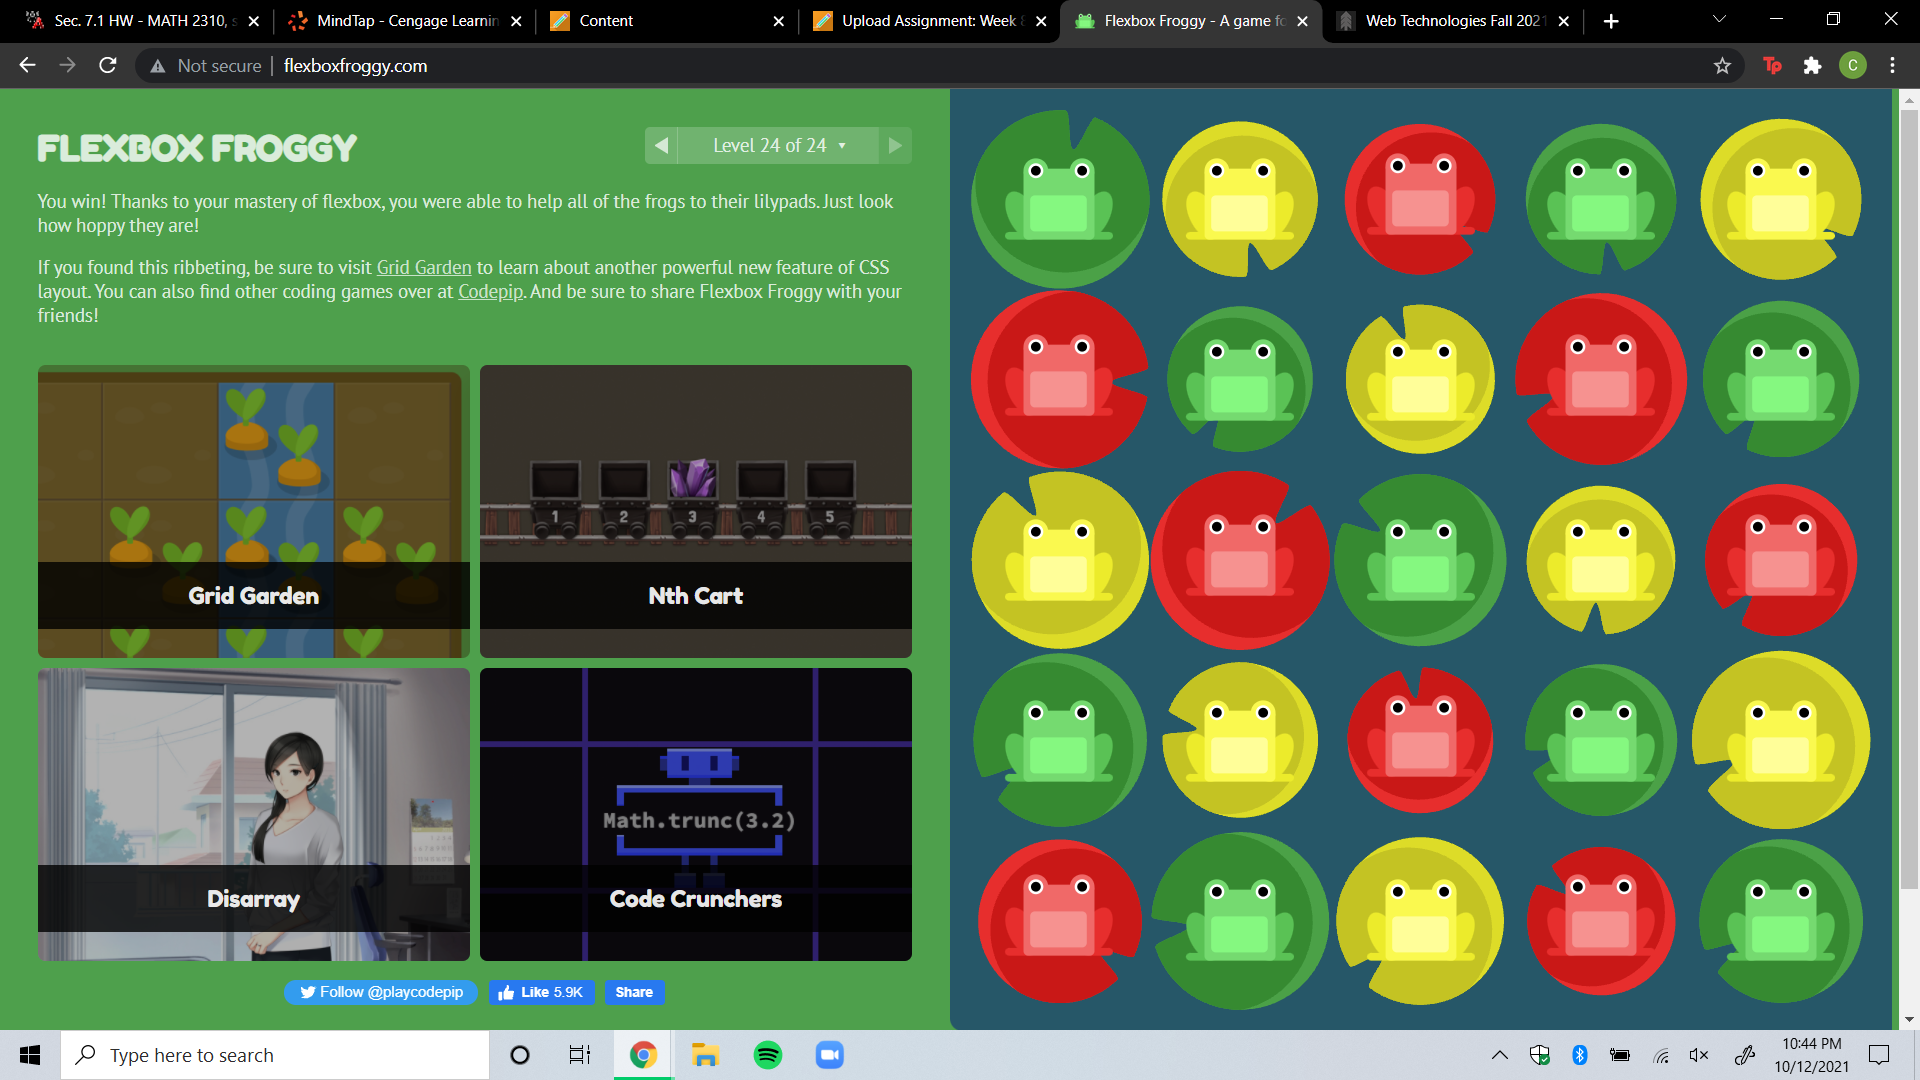 Sec. 7.1 HW - MATH 2310,
MindTap - Cengage Learnin
Content
Upload Assignment: Week
Flexbox Froggy - A game fo
Web Technologies Fall 2021
Not secure
flexboxfroggy.com
Tp
C
FLEXBOX FROGGY
Level 24 of 24
You win! Thanks to your mastery of flexbox, you were able to help all of the frogs to their lilypads. Just look
how hoppy they are!
If you found this ribbeting, be sure to visit Grid Garden to learn about another powerful new feature of CSS
layout. You can also find other coding games over at Codepip. And be sure to share Flexbox Froggy with your
friends!
1 2 3 4 5
Grid Garden
Nth Cart
Math.trunc(3.2)
Disarray
Code Crunchers
Follow @playcodepip
Like 5.9K
Share
Type here to search
10:44 PM
10/12/2021